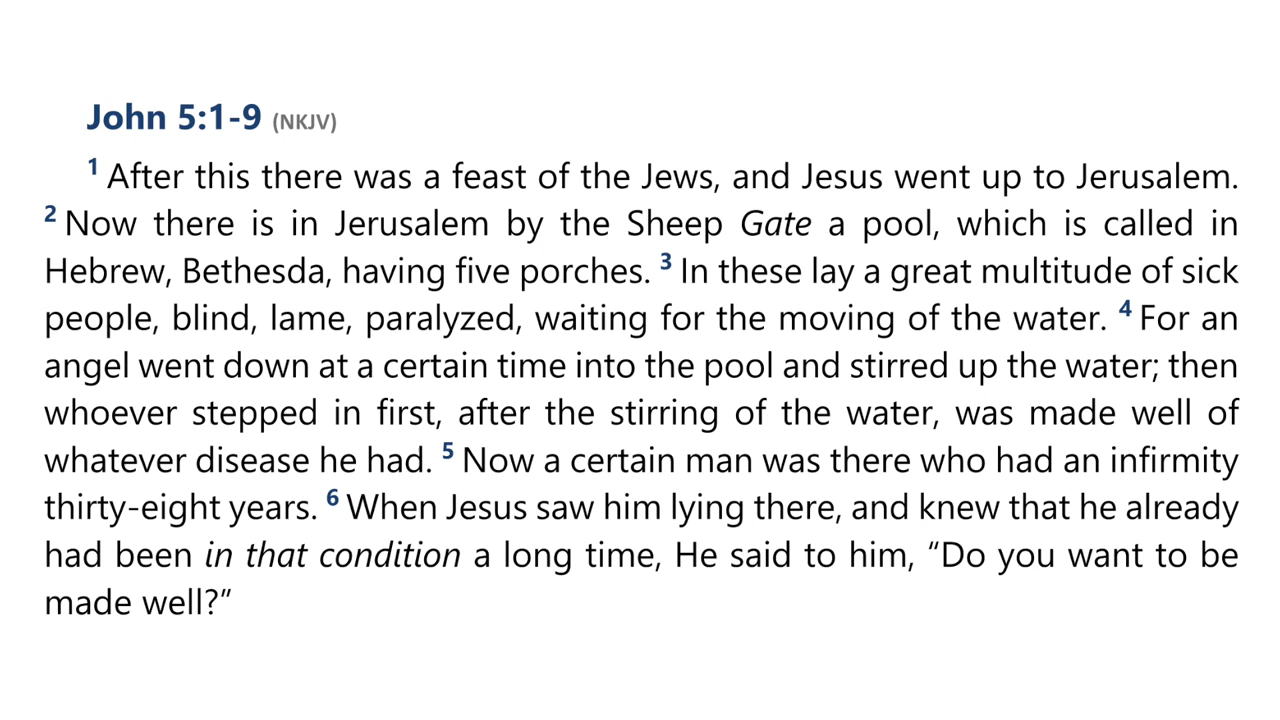 John 5:1-9 (NKJV)
1 After this there was a feast of the Jews, and Jesus went up to Jerusalem.
2 Now there is in Jerusalem by the Sheep Gate a pool, which is called in
Hebrew, Bethesda, having five porches. 3 In these lay a great multitude of sick
people, blind, lame, paralyzed, waiting for the moving of the water. 4 For an
angel went down at a certain time into the pool and stirred up the water; then
whoever stepped in first, after the stirring of the water, was made well of
whatever disease he had. 5 Now a certain man was there who had an infirmity
thirty-eight years. 6 When Jesus saw him lying there, and knew that he already
had been in that condition a long time, He said to him, “Do you want to be
made well?”